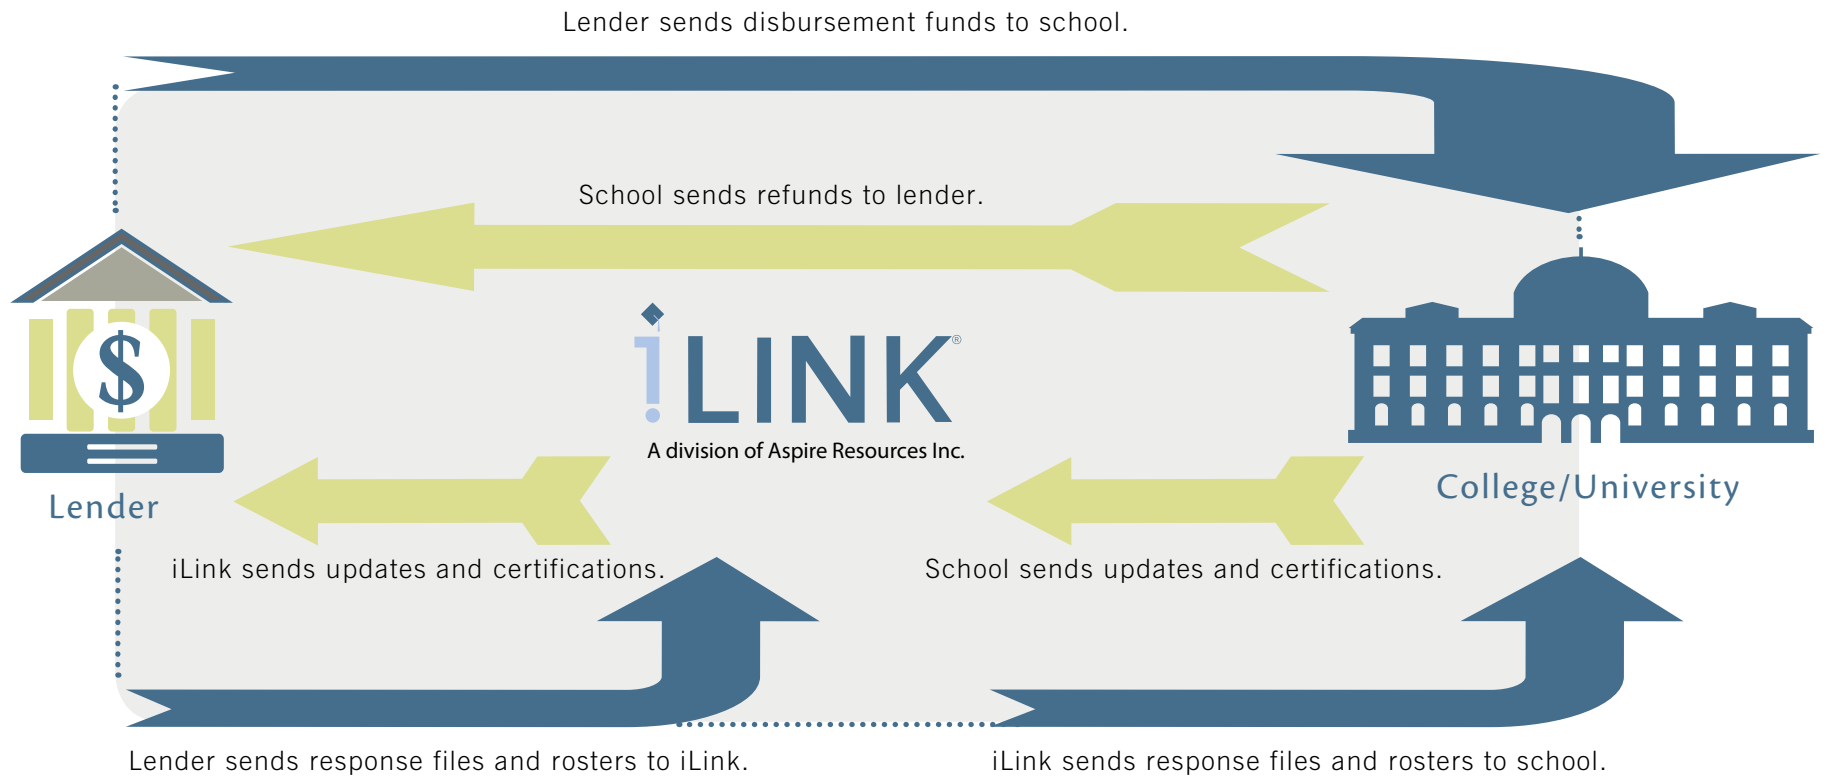 Lender sends disbursement funds to school.
School sends refunds to lender.
$
iLINK®
A division of Aspire Resources Inc.
Lender
College/University
iLink sends updates and certifications.
School sends updates and certifications.
Lender sends response files and rosters to iLink.
iLink sends response files and rosters to school.